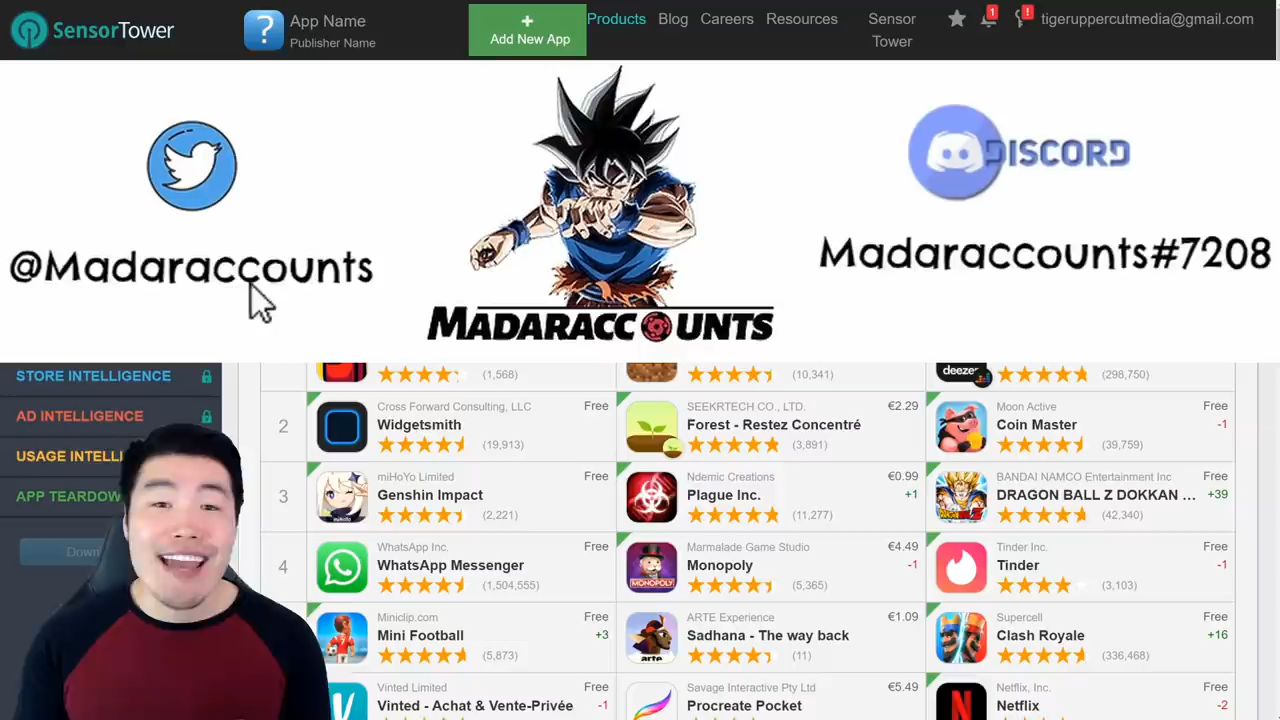 SensorTower
?
App Name
Publisher Name
+
Add New App
Products
Blog
Careers
Resources
Sensor
Tower
1
!
tigeruppercutmedia@gmail.com
DISCORD
@Madaraccounts
Madaraccounts#7208
MADARACCOUNTS
STORE INTELLIGENCE
AD INTELLIGENCE
USAGE INTELLI
APP TEARDOW
Down
(1,568)
(10,341)
deezer
(298,750)
2
Cross Forward Consulting, LLC
Free
Widgetsmith
(19,913)
SEEKRTECH CO., LTD.
€2.29
Forest - Restez Concentré
(3,891)
Moon Active
Free
Coin Master
-1
(39,759)
3
miHoYo Limited
Free
Genshin Impact
(2,221)
Ndemic Creations
€0.99
Plague Inc.
+1
(11,277)
BANDAI NAMCO Entertainment Inc
Free
DRAGON BALL Z DOKKAN ...
+39
(42,340)
4
WhatsApp Inc.
Free
WhatsApp Messenger
(1,504,555)
MONOPOLY
Marmalade Game Studio
€4.49
Monopoly
-1
(5,365)
Tinder Inc.
Free
Tinder
-1
(3,103)
Miniclip.com
Free
Mini Football
+3
(5,873)
arte
ARTE Experience
€1.09
Sadhana - The way back
(11)
Supercell
Free
Clash Royale
+16
(336,468)
Vinted Limited
Free
Vinted - Achat & Vente-Privée
-1
Savage Interactive Pty Ltd
€5.49
Procreate Pocket
N
Netflix, Inc.
Free
Netflix
-2